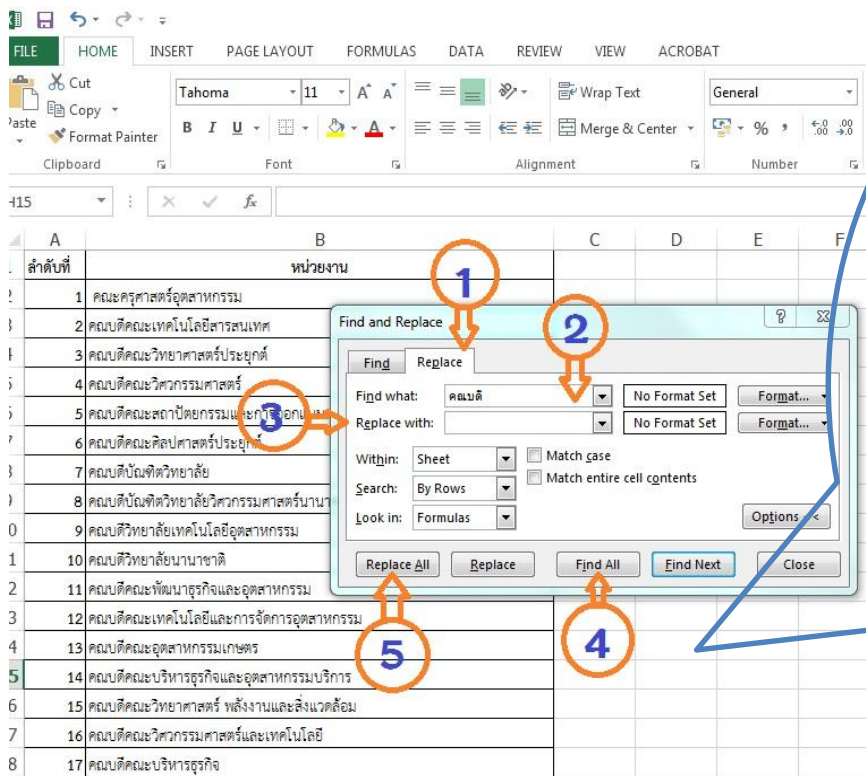 FILE HOME INSERT PAGE LAYOUT FORMULAS DATA REVIEW VIEW ACROBAT
Cut
Copy
Format Painter
Tahoma 11
Wrap Text
Merge & Center
General
Clipboard Font Alignment Number
H15 fx
A B C D E F
ลำดับที่ หน่วยงาน
1 คณะครุศาสตร์อุตสาหกรรม
2 คณบดีคณะเทคโนโลยีสารสนเทศ
3 คณบดีคณะวิทยาศาสตร์ประยุกต์
4 คณบดีคณะวิศวกรรมศาสตร์
5 คณบดีคณะสถาปัตยกรรมและการออกแบบ
6 คณบดีคณะศิลปศาสตร์ประยุกต์
7 คณบดีบัณฑิตวิทยาลัย
8 คณบดีบัณฑิตวิทยาลัยวิศวกรรมศาสตร์นานา
9 คณบดีวิทยาลัยเทคโนโลยีอุตสาหกรรม
10 คณบดีวิทยาลัยนานาชาติ
11 คณบดีคณะพัฒนาธุรกิจและอุตสาหกรรม
12 คณบดีคณะเทคโนโลยีและการจัดการอุตสาหกรรม
13 คณบดีคณะอุตสาหกรรมเกษตร
14 คณบดีคณะบริหารธุรกิจและอุตสาหกรรมบริการ
15 คณบดีคณะวิทยาศาสตร์ พลังงานและสิ่งแวดล้อม
16 คณบดีคณะวิศวกรรมศาสตร์และเทคโนโลยี
17 คณบดีคณะบริหารธุรกิจ
1
2
3
Find and Replace
Find Replace
Find what: คณบดี No Format Set Format...
Replace with: No Format Set Format...
Within: Sheet Match case
Search: By Rows Match entire cell contents
Look in: Formulas Options <<
Replace All Replace Find All Find Next Close
5
4